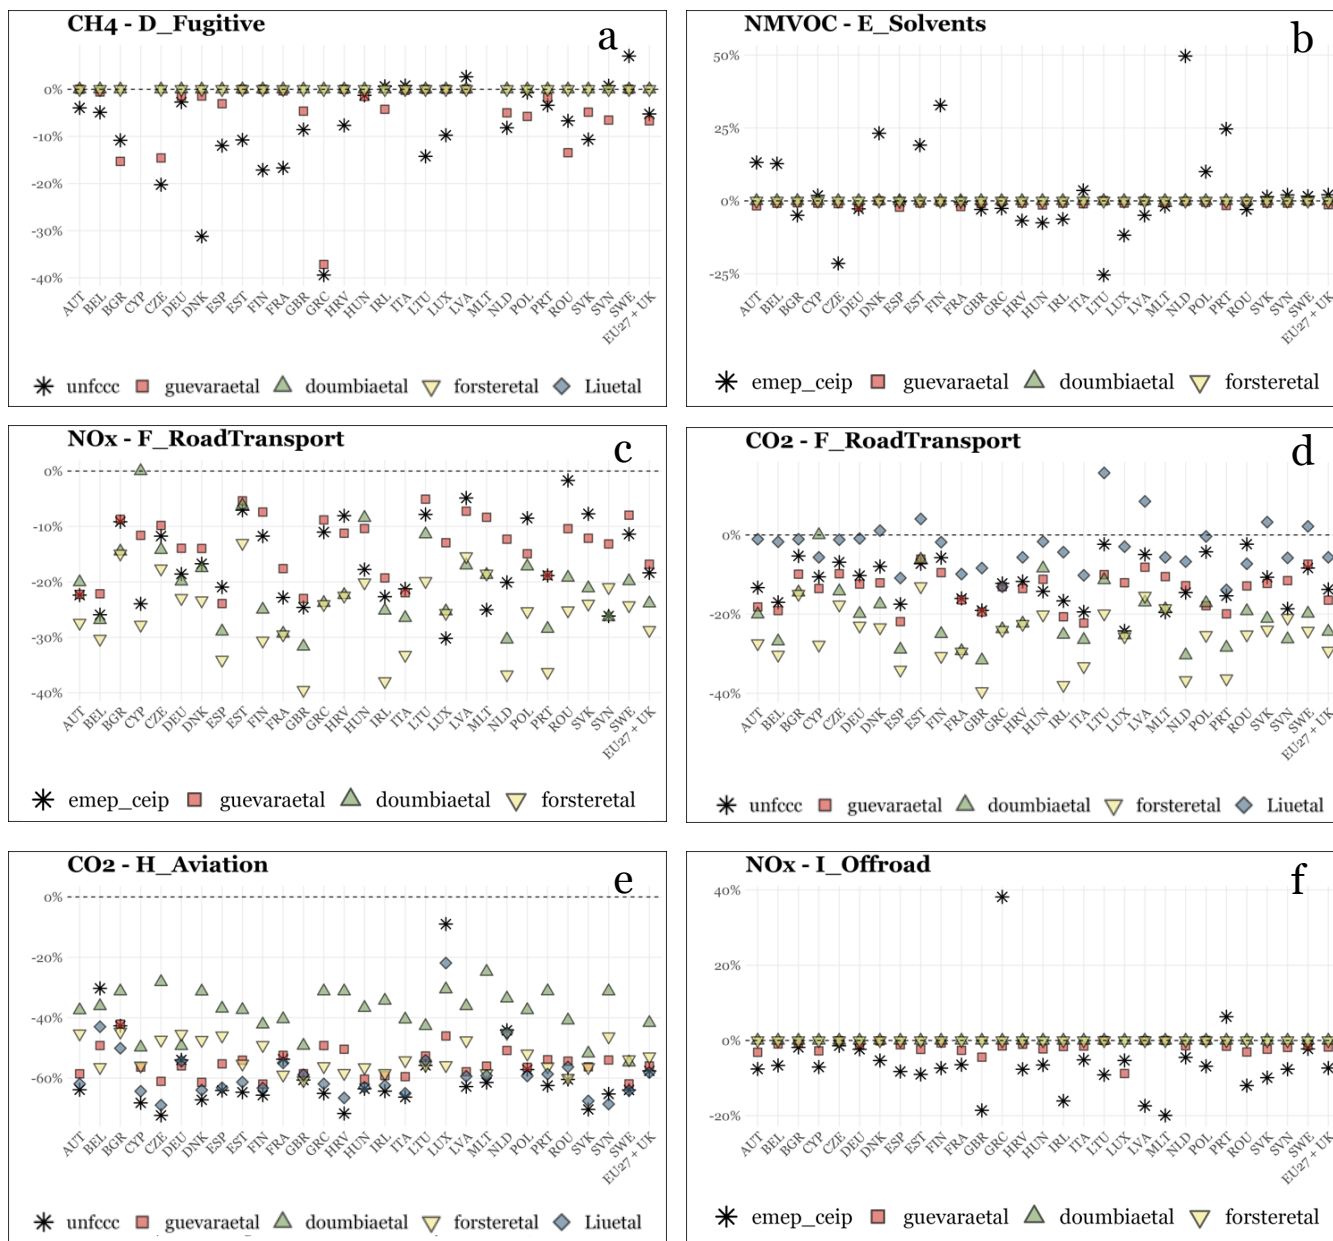 CH4 - D_Fugitive
a
0%
-10%
-20%
-30%
-40%
AUT BEL BGR CYP CZE DEU DNK ESP EST FIN FRA GBR GRC HRV HUN IRL ITA LTU LUX LVA MLT NLD POL PRT ROU SVK SVN SWE EU27 + UK
unfccc guevaraetal doumbiaetal forsteretal Liuetal
NMVOC - E_Solvents
b
50%
25%
0%
-25%
AUT BEL BGR CYP CZE DEU DNK ESP EST FIN FRA GBR GRC HRV HUN IRL ITA LTU LUX LVA MLT NLD POL PRT ROU SVK SVN SWE EU27 + UK
emep_ceip guevaraetal doumbiaetal forsteretal
NOx - F_RoadTransport
c
0%
-10%
-20%
-30%
-40%
AUT BEL BGR CYP CZE DEU DNK ESP EST FIN FRA GBR GRC HRV HUN IRL ITA LTU LUX LVA MLT NLD POL PRT ROU SVK SVN SWE EU27 + UK
emep_ceip guevaraetal doumbiaetal forsteretal
CO2 - F_RoadTransport
d
0%
-20%
-40%
AUT BEL BGR CYP CZE DEU DNK ESP EST FIN FRA GBR GRC HRV HUN IRL ITA LTU LUX LVA MLT NLD POL PRT ROU SVK SVN SWE EU27 + UK
unfccc guevaraetal doumbiaetal forsteretal Liuetal
CO2 - H_Aviation
e
0%
-20%
-40%
-60%
AUT BEL BGR CYP CZE DEU DNK ESP EST FIN FRA GBR GRC HRV HUN IRL ITA LTU LUX LVA MLT NLD POL PRT ROU SVK SVN SWE EU27 + UK
unfccc guevaraetal doumbiaetal forsteretal Liuetal
NOx - I_Offroad
f
40%
20%
0%
-20%
AUT BEL BGR CYP CZE DEU DNK ESP EST FIN FRA GBR GRC HRV HUN IRL ITA LTU LUX LVA MLT NLD POL PRT ROU SVK SVN SWE EU27 + UK
emep_ceip guevaraetal doumbiaetal forsteretal